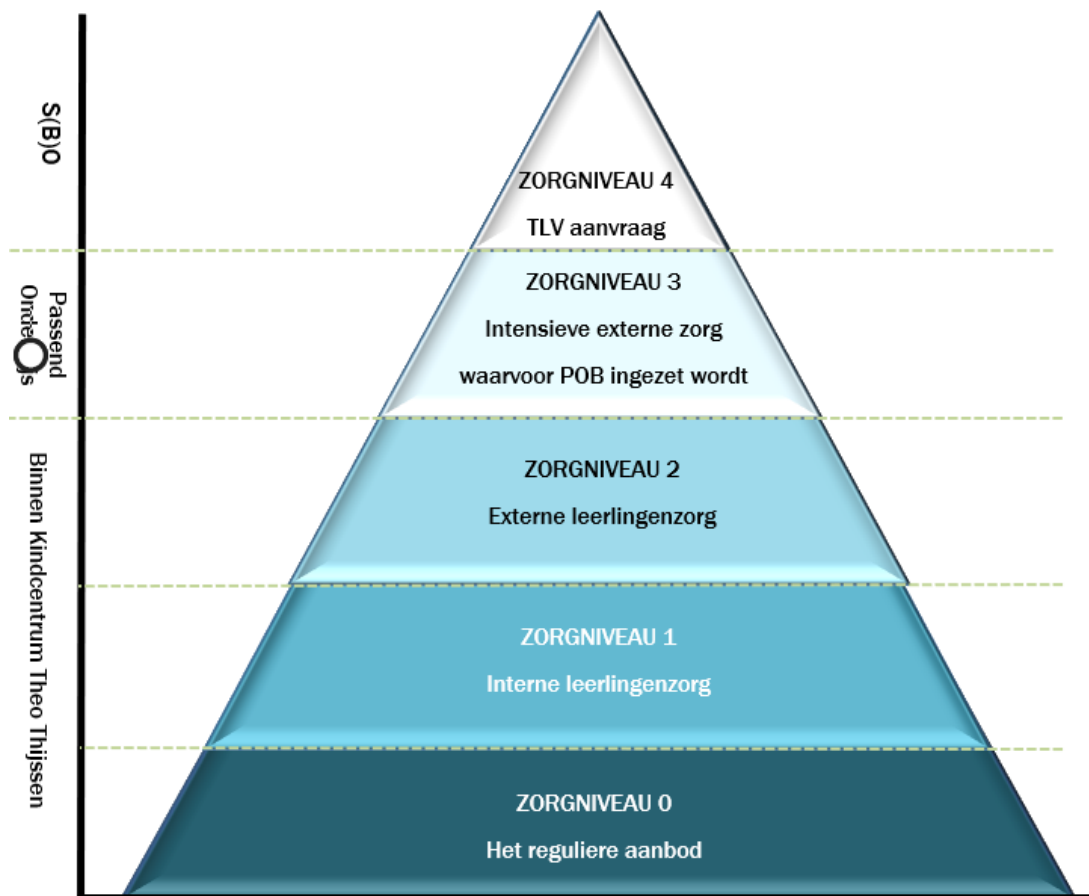 S(B)O
ZORGNIVEAU 4
TLV aanvraag
Passend
ZORGNIVEAU 3
Intensieve externe zorg
waarvoor POB ingezet wordt
Binnen Kindcentrum Theo Thijssen
ZORGNIVEAU 2
Externe leerlingenzorg
ZORGNIVEAU 1
Interne leerlingenzorg
ZORGNIVEAU 0
Het reguliere aanbod